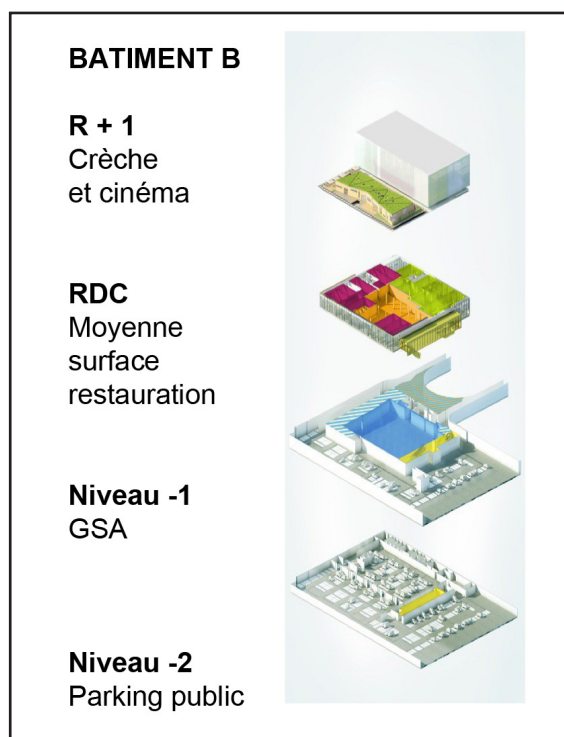 BATIMENT B
R + 1
Crèche
et cinéma
RDC
Moyenne
surface
restauration
Niveau -1
GSA
Niveau -2
Parking public